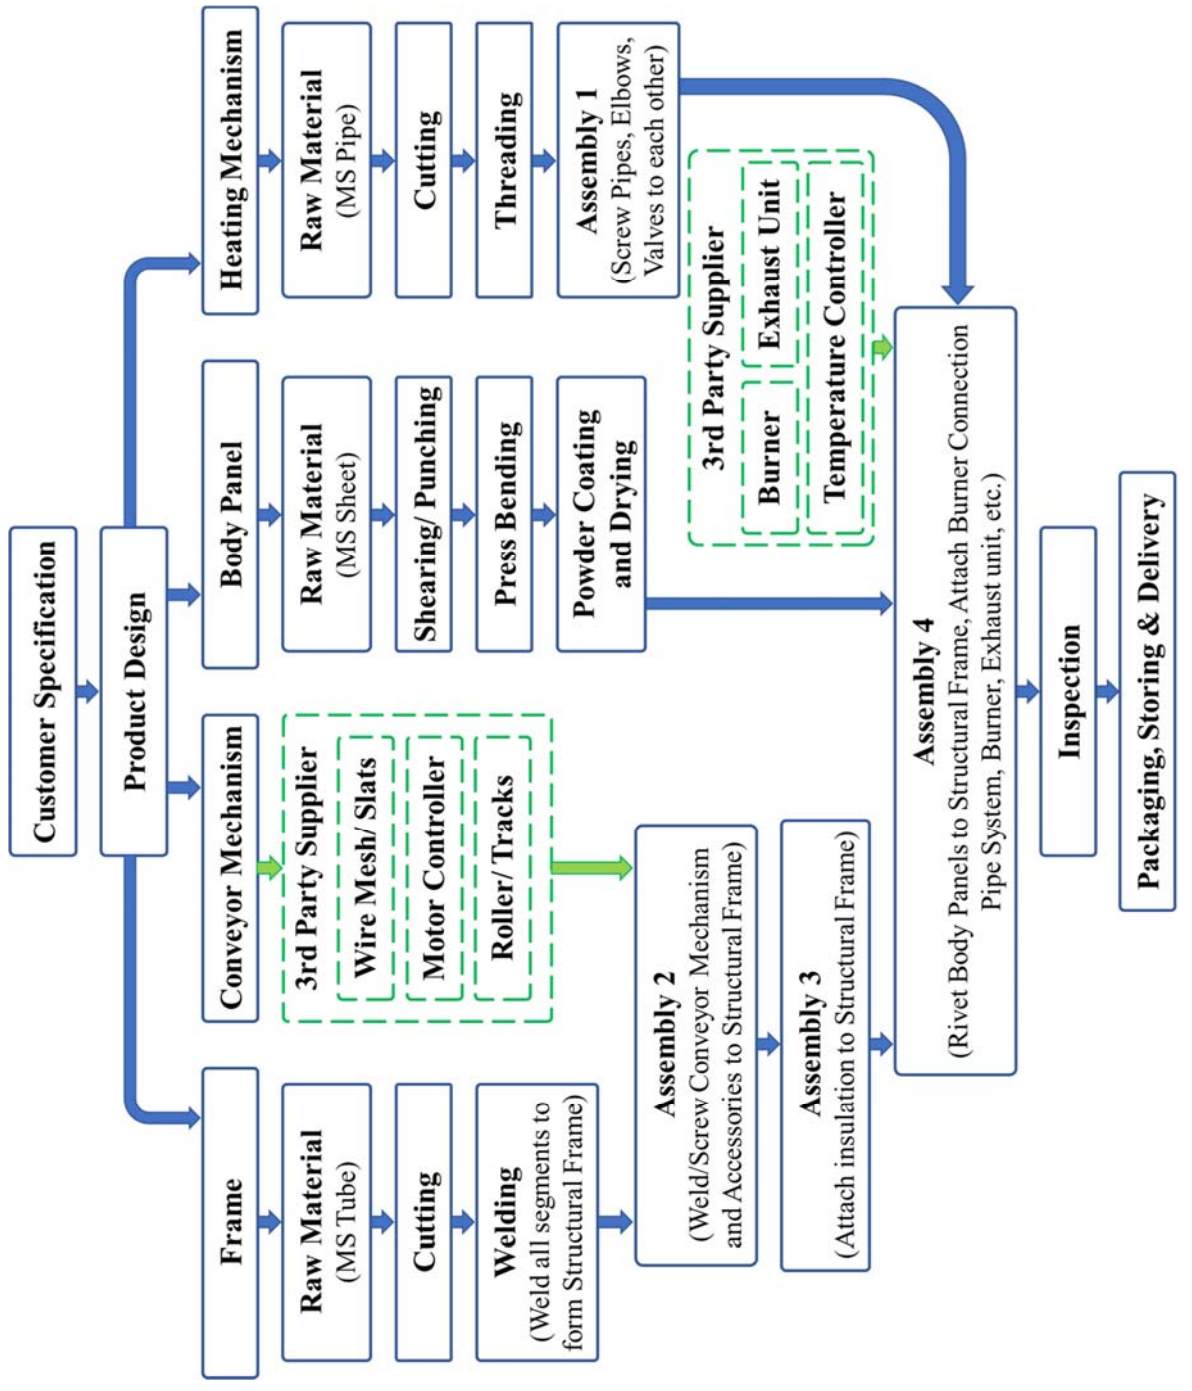 Customer Specification
Product Design
Frame
Conveyor Mechanism
Body Panel
Heating Mechanism
Raw Material
(MS Tube)
Cutting
Welding
(Weld all segments to
form Structural Frame)
3rd Party Supplier
Wire Mesh/ Slats
Motor Controller
Roller/ Tracks
Raw Material
(MS Sheet)
Shearing/ Punching
Press Bending
Powder Coating
and Drying
Raw Material
(MS Pipe)
Cutting
Threading
Assembly 1
(Screw Pipes, Elbows,
Valves to each other)
Assembly 2
(Weld/Screw Conveyor Mechanism
and Accessories to Structural Frame)
Assembly 3
(Attach insulation to Structural Frame)
3rd Party Supplier
Burner
Exhaust Unit
Temperature Controller
Assembly 4
(Rivet Body Panels to Structural Frame, Attach Burner Connection
Pipe System, Burner, Exhaust unit, etc.)
Inspection
Packaging, Storing & Delivery